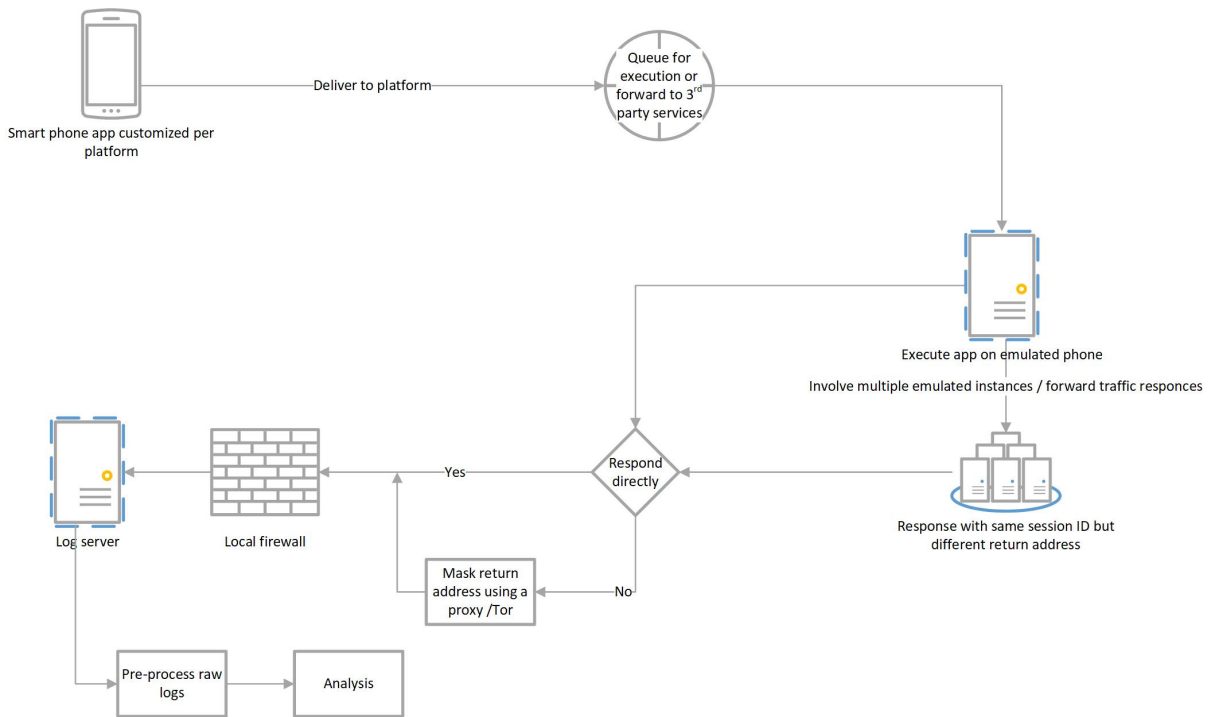 Queue for
execution or
forward to 3rd
party services
Deliver to platform
Smart phone app customized per
platform
Execute app on emulated phone
Involve multiple emulated instances / forward traffic responces
Respond
directly
Yes
Response with same session ID but
different return address
Log server
Local firewall
Mask return
address using a
proxy /Tor
No
Pre-process raw
logs
Analysis